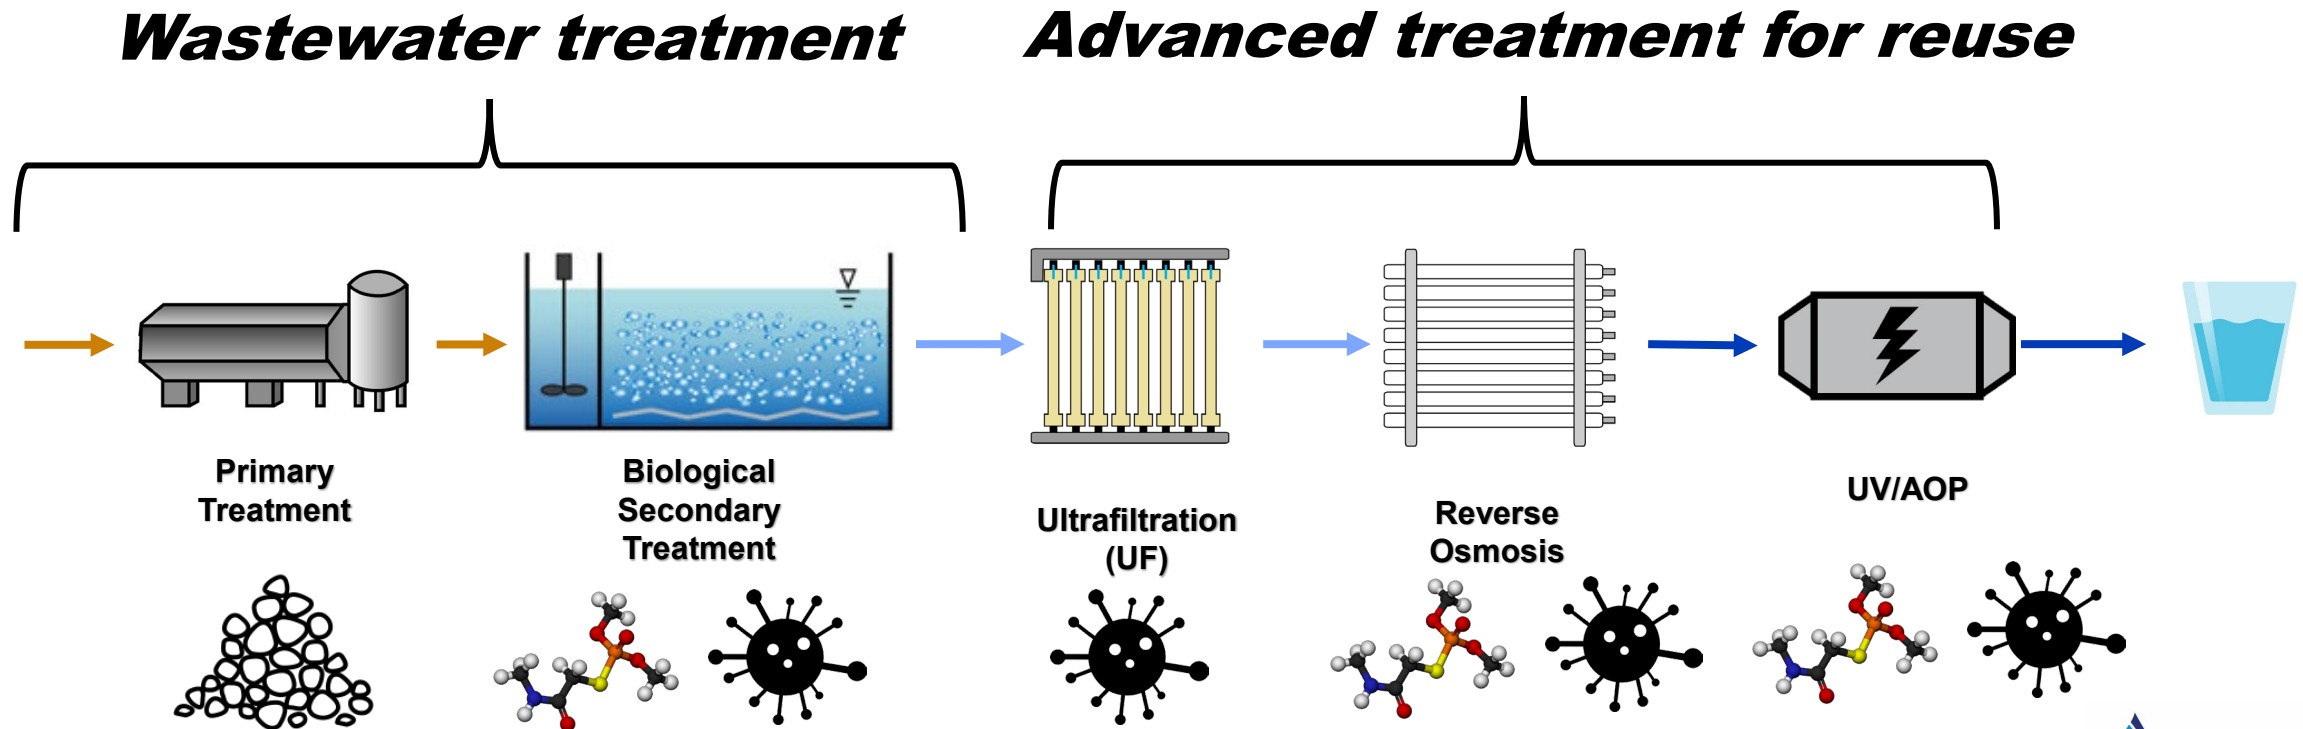 Wastewater treatment
Advanced treatment for reuse
Primary
Treatment
Biological
Secondary
Treatment
Ultrafiltration
(UF)
Reverse
Osmosis
UV/AOP